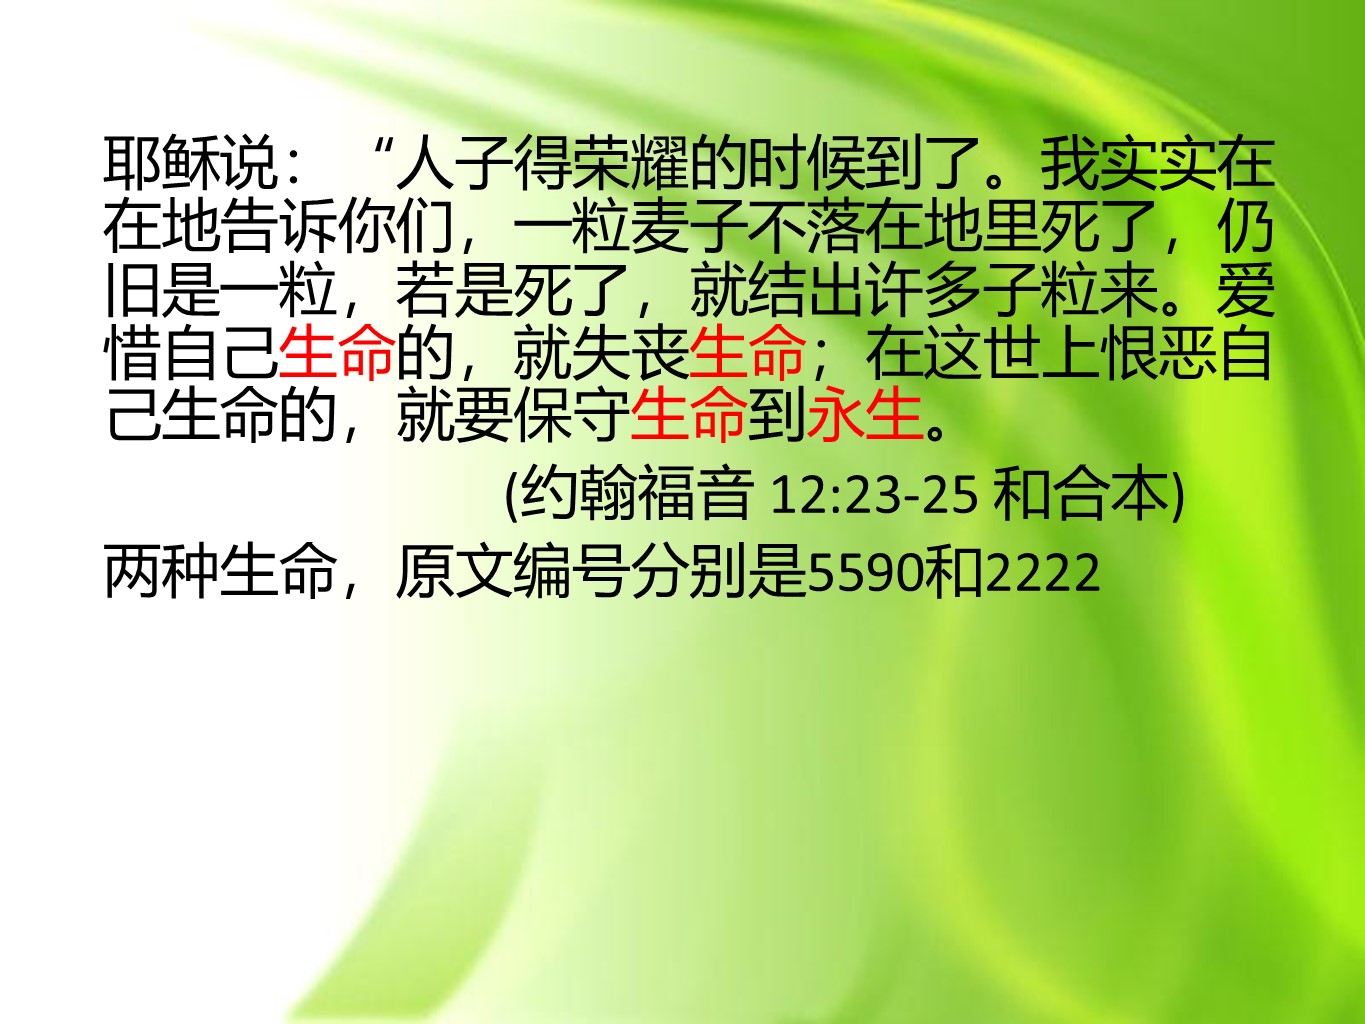 耶稣说：“人子得荣耀的时候到了。我实实在
在地告诉你们，一粒麦子不落在地里死了，仍
旧是一粒，若是死了，就结出许多子粒来。爱
惜自己生命的，就失丧生命；在这世上恨恶自
己生命的，就要保守生命到永生。
(约翰福音 12:23-25 和合本)
两种生命，原文编号分别是5590和2222